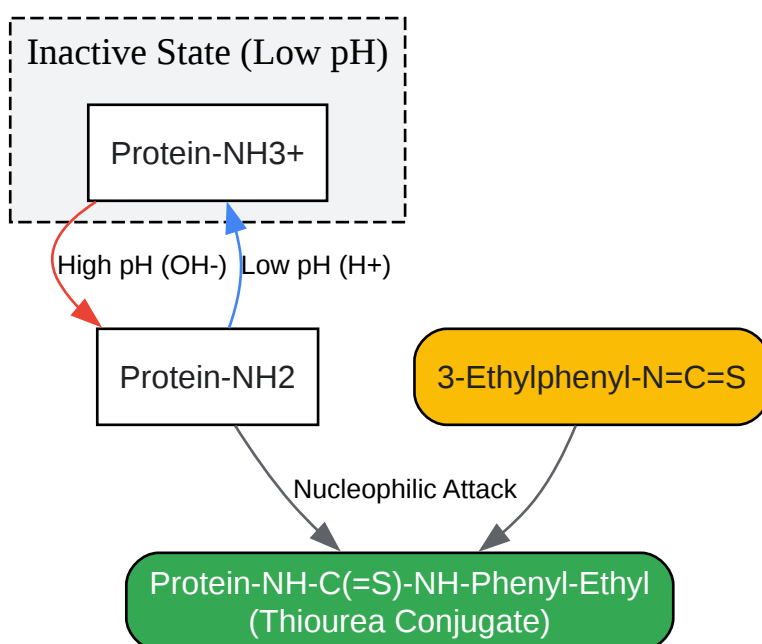 Inactive State (Low pH)
Protein-NH3+
High pH (OH-)
Low pH (H+)
Protein-NH2
3-Ethylphenyl-N=C=S
Nucleophilic Attack
Protein-NH-C(=S)-NH-Phenyl-Ethyl
(Thiourea Conjugate)